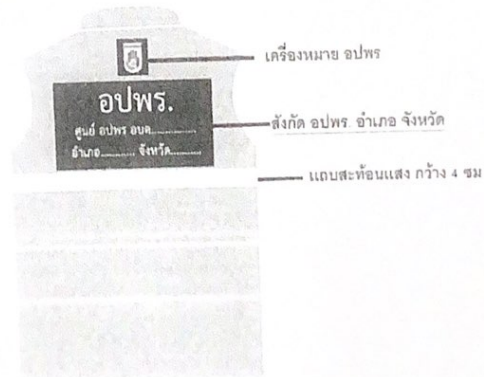 เครื่องหมาย อปพร
อปพร.
ศูนย์ อปพร อบต..............
อำเภอ........... จังหวัด..........
สังกัด อปพร. อำเภอ จังหวัด
แถบสะท้อนแสง กว้าง 4 ซม